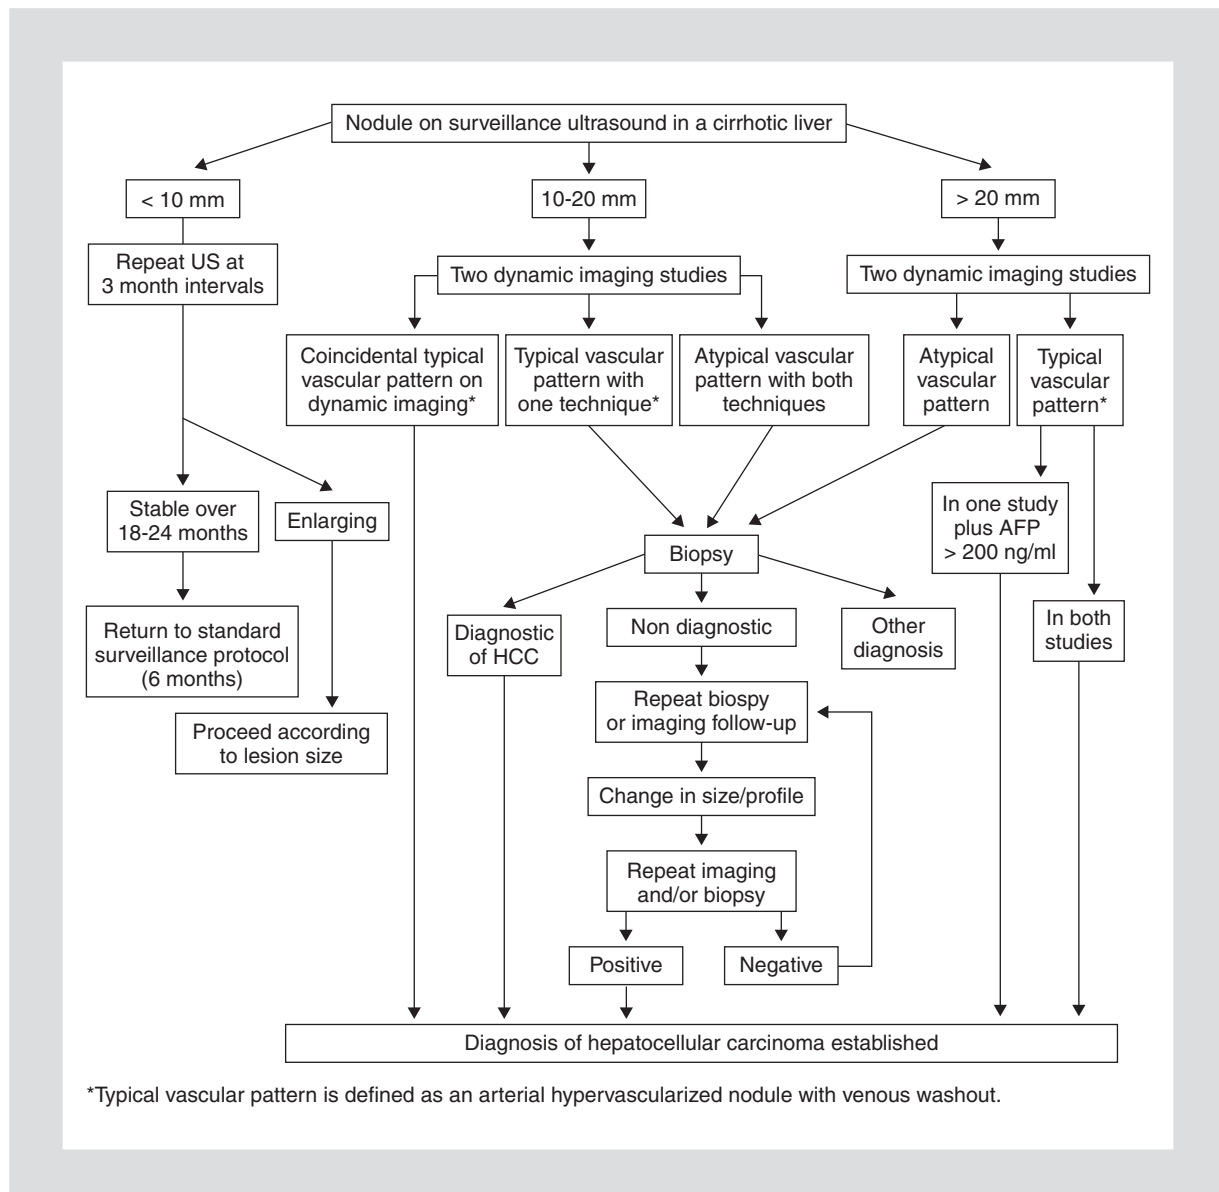 Nodule on surveillance ultrasound in a cirrhotic liver
< 10 mm
10-20 mm
> 20 mm
Repeat US at
3 month intervals
Two dynamic imaging studies
Two dynamic imaging studies
Coincidental typical
vascular pattern on
dynamic imaging*
Typical vascular
pattern with
one technique*
Atypical vascular
pattern with both
techniques
Atypical
vascular
pattern
Typical
vascular
pattern*
Stable over
18-24 months
Enlarging
In one study
plus AFP
> 200 ng/ml
Biopsy
Return to standard
surveillance protocol
(6 months)
Diagnostic
of HCC
Non diagnostic
Other
diagnosis
In both
studies
Proceed according
to lesion size
Repeat biospy
or imaging follow-up
Change in size/profile
Repeat imaging
and/or biopsy
Positive
Negative
Diagnosis of hepatocellular carcinoma established
*Typical vascular pattern is defined as an arterial hypervascularized nodule with venous washout.